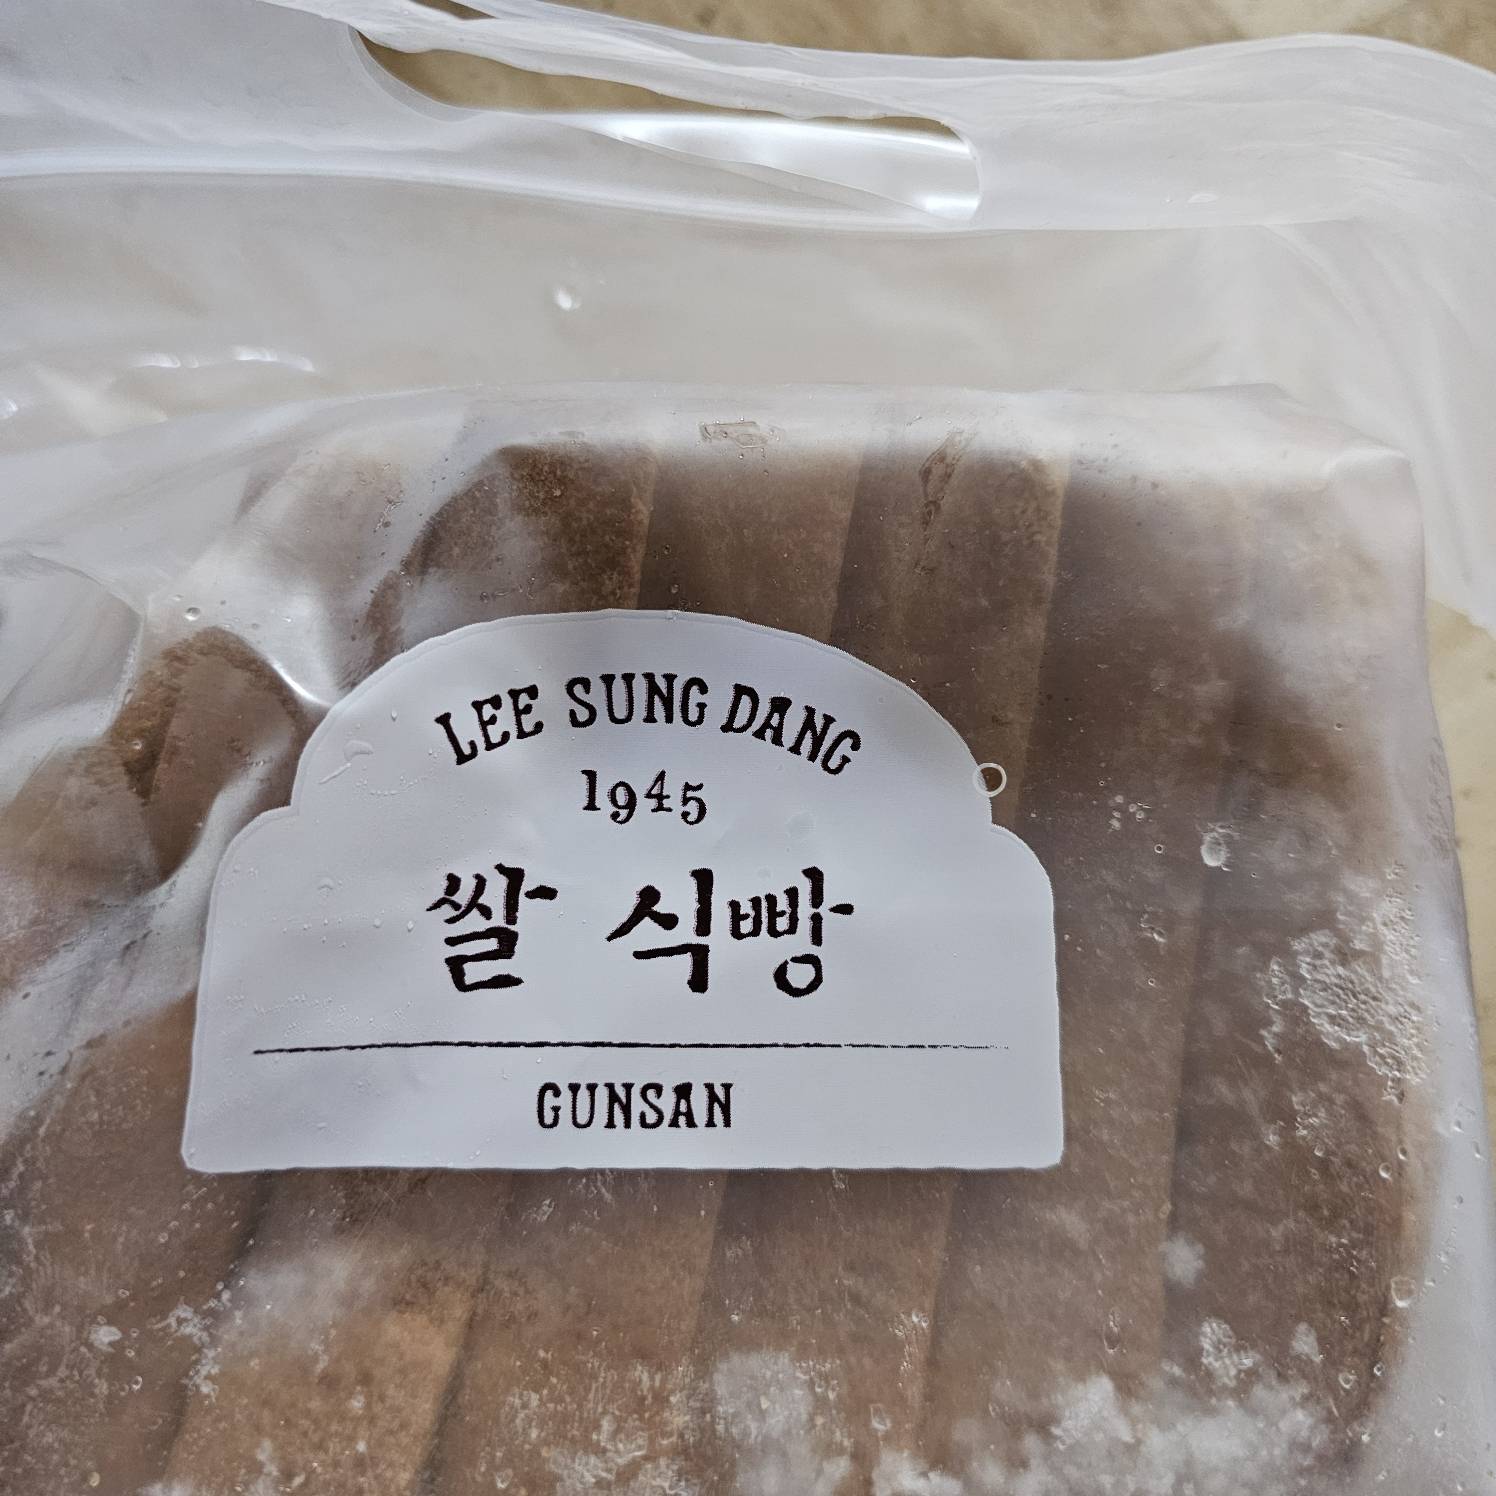 LEE SUNG DANG
1945
쌀 식빵
GUNSAN